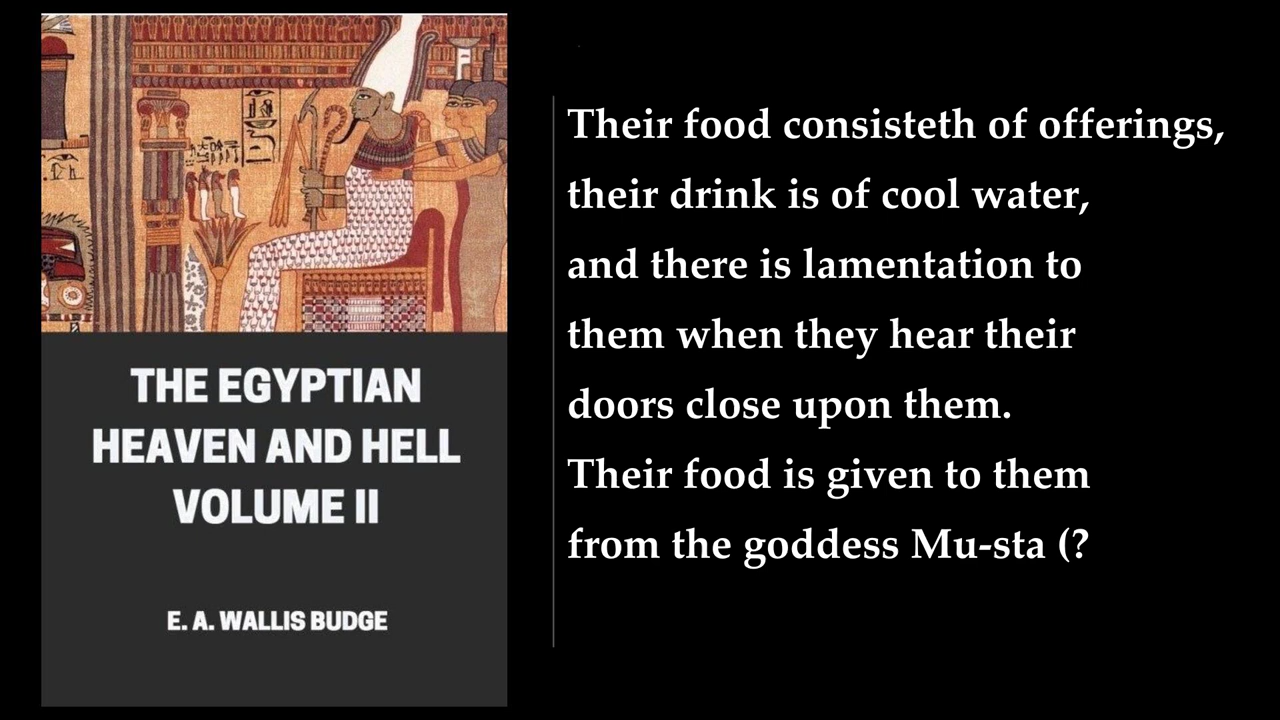 THE EGYPTIAN
HEAVEN AND HELL
VOLUME II
E. A. WALLIS BUDGE
Their food consisteth of offerings,
their drink is of cool water,
and there is lamentation to
them when they hear their
doors close upon them.
Their food is given to them
from the goddess Mu-sta (?